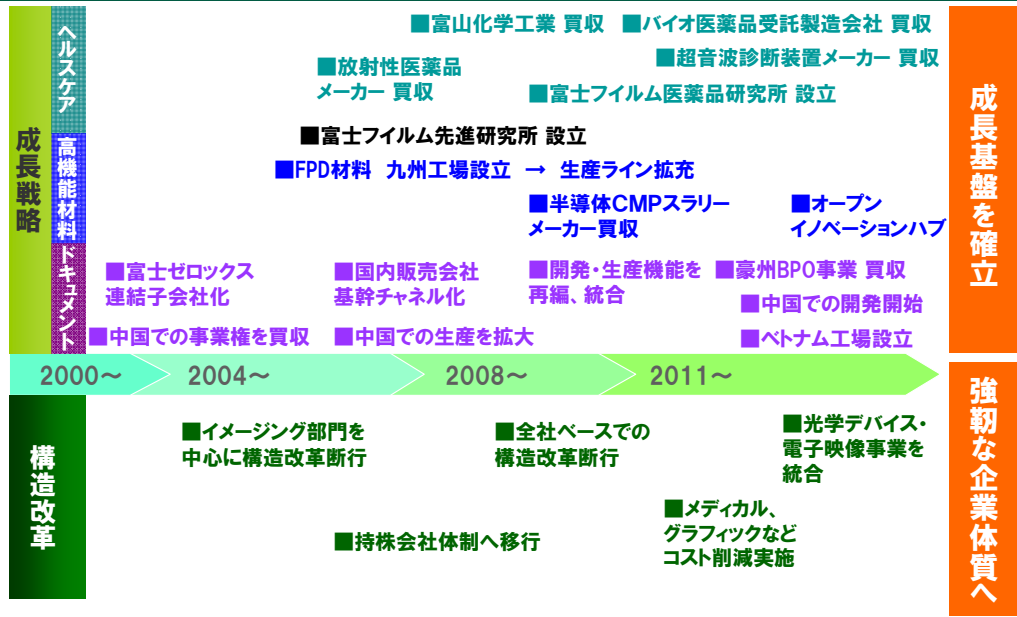 成長戦略
ヘルスケア
■富山化学工業 買収
■バイオ医薬品受託製造会社 買収
■超音波診断装置メーカー 買収
■放射性医薬品
メーカー 買収
■富士フイルム医薬品研究所 設立
■富士フイルム先進研究所 設立
高機能材料
■FPD材料 九州工場設立 → 生産ライン拡充
■半導体CMPスラリー
メーカー買収
■オープン
イノベーションハブ
ドキュメント
■富士ゼロックス
連結子会社化
■国内販売会社
基幹チャネル化
■開発・生産機能を
再編、統合
■豪州BPO事業 買収
■中国での開発開始
■中国での事業権を買収
■中国での生産を拡大
■ベトナム工場設立
成長基盤を確立
2000～
2004～
2008～
2011～
構造改革
■イメージング部門を
中心に構造改革断行
■全社ベースでの
構造改革断行
■光学デバイス・
電子映像事業を
統合
■持株会社体制へ移行
■メディカル、
グラフィックなど
コスト削減実施
強靭な企業体質へ